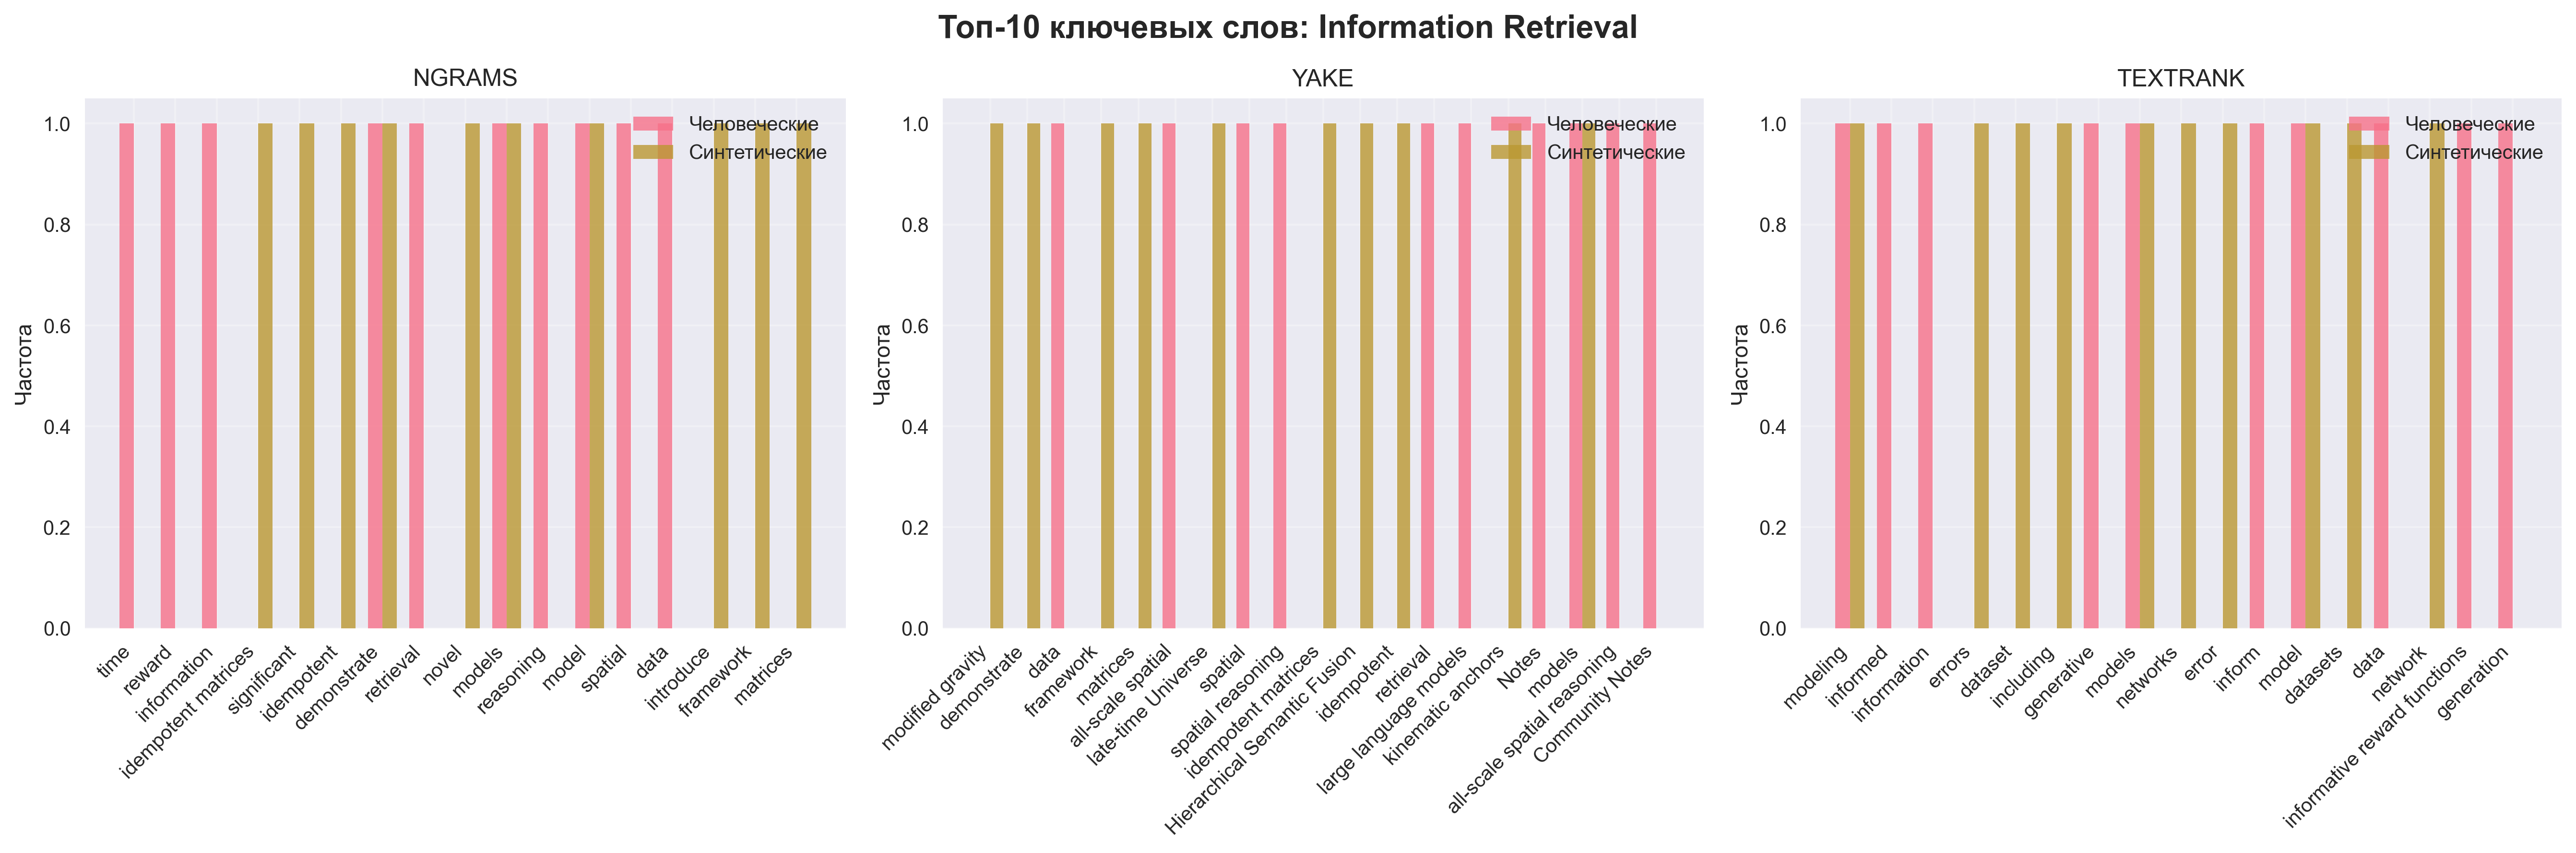 Топ-10 ключевых слов: Information Retrieval
NGRAMS
Частота
1.0
0.8
0.6
0.4
0.2
0.0
Человеческие
Синтетические
time
reward
information
idempotent matrices
significant
idempotent
demonstrate
retrieval
novel
models
reasoning
model
spatial
data
introduce
framework
matrices
YAKE
Частота
1.0
0.8
0.6
0.4
0.2
0.0
Человеческие
Синтетические
modified gravity
demonstrate
data
framework
matrices
all-scale spatial
late-time Universe
spatial
spatial reasoning
idempotent matrices
Hierarchical Semantic Fusion
idempotent
retrieval
large language models
kinematic anchors
Notes
models
all-scale spatial reasoning
Community Notes
TEXTRANK
Частота
1.0
0.8
0.6
0.4
0.2
0.0
Человеческие
Синтетические
modeling
informed
information
errors
dataset
including
generative
models
networks
error
inform
model
datasets
data
network
informative reward functions
generation